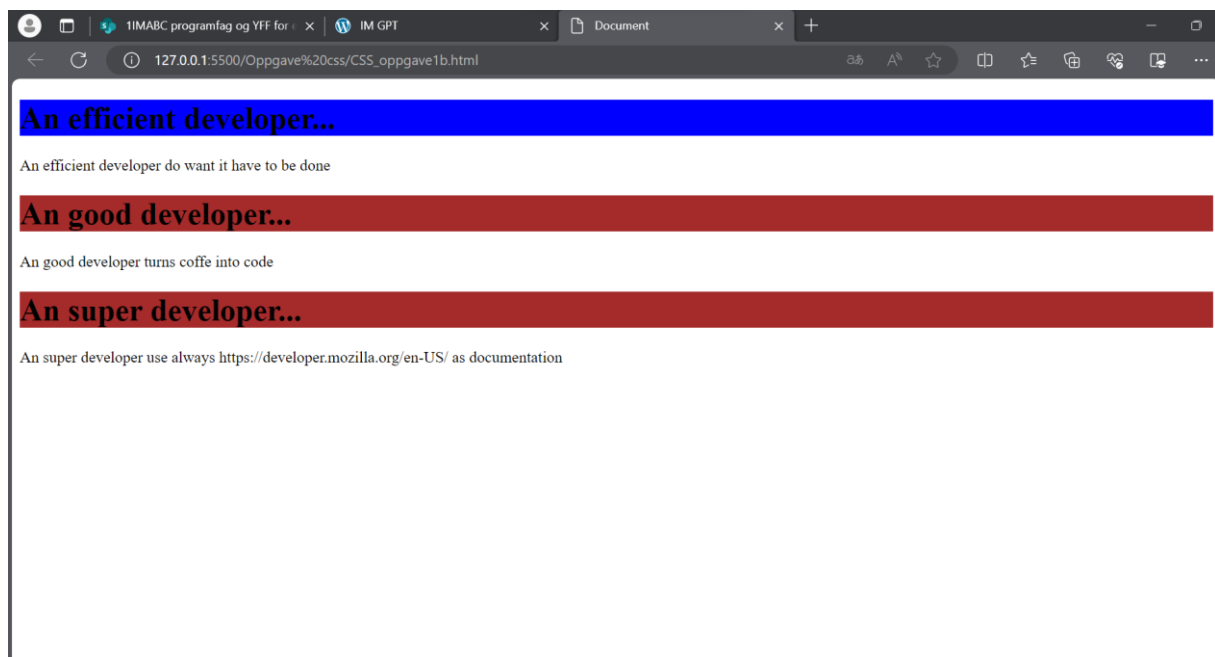 1IMABC programfag og YFF for
IM GPT
Document
127.0.0.1:5500/Oppgave%20css/CSS_oppgave1b.html
An efficient developer...
An efficient developer do want it have to be done
An good developer...
An good developer turns coffe into code
An super developer...
An super developer use always https://developer.mozilla.org/en-US/ as documentation